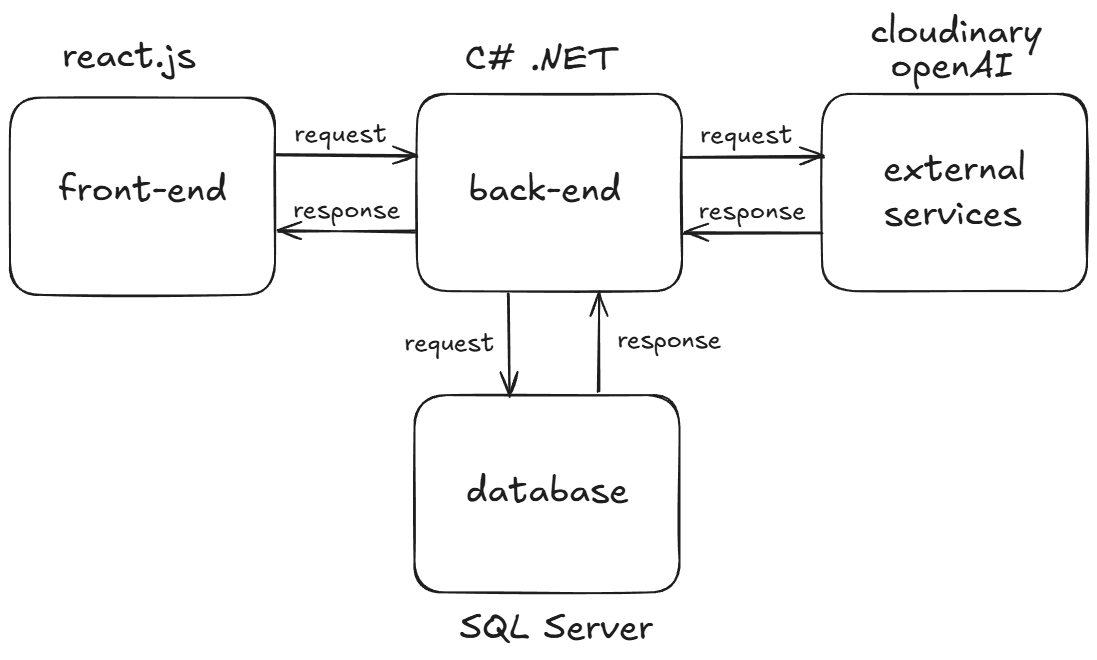 react.js
C# .NET
cloudinary
openAI
front-end
request
response
back-end
request
response
external
services
request
response
database
SQL Server